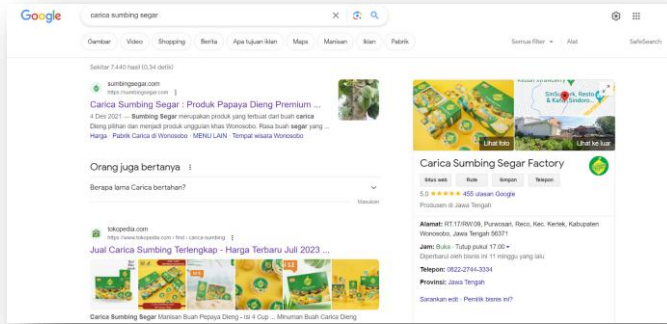 Google
carica sumbing segar
Gambar
Video
Shopping
Berita
Apa tujuan iklan
Maps
Manisan
Iklan
Pabrik
Semua filter
Alat
SafeSearch
Sekitar 7.440 hasil (0,34 detik)
sumbingsegar.com
https://sumbingsegar.com
Carica Sumbing Segar : Produk Papaya Dieng Premium ...
4 Des 2021 — Sumbing Segar merupakan produk yang terbuat dari buah carica
Dieng pilihan dan menjadi produk unggulan khas Wonosobo. Rasa buah segar yang ...
Harga · Pabrik Carica di Wonosobo · MENU LAIN · Tempat wisata Wonosobo
Orang juga bertanya
Berapa lama Carica bertahan?
Masukan
tokopedia.com
https://www.tokopedia.com › find › carica-sumbing
Jual Carica Sumbing Terlengkap - Harga Terbaru Juli 2023 ...
Carica Sumbing Segar Manisan Buah Pepaya Dieng - Isi 4 Cup ... Minuman Buah Carica Dieng
Lihat foto
Lihat ke luar
Carica Sumbing Segar Factory
Situs web
Rute
Simpan
Telepon
5,0 ★★★★★ 455 ulasan Google
Produsen di Jawa Tengah
Alamat: RT.17/RW.09, Purwosari, Reco, Kec. Kertek, Kabupaten
Wonosobo, Jawa Tengah 56371
Jam: Buka · Tutup pukul 17.00
Diperbarui oleh bisnis ini 11 minggu yang lalu
Telepon: 0822-2744-3334
Provinsi: Jawa Tengah
Sarankan edit · Pemilik bisnis ini?